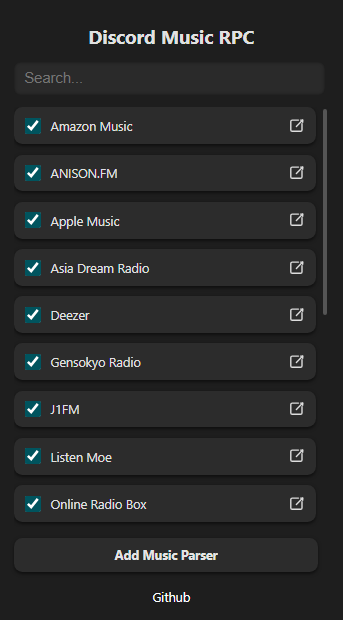 Discord Music RPC
Search...
Amazon Music
ANISON.FM
Apple Music
Asia Dream Radio
Deezer
Gensokyo Radio
J1FM
Listen Moe
Online Radio Box
Add Music Parser
Github